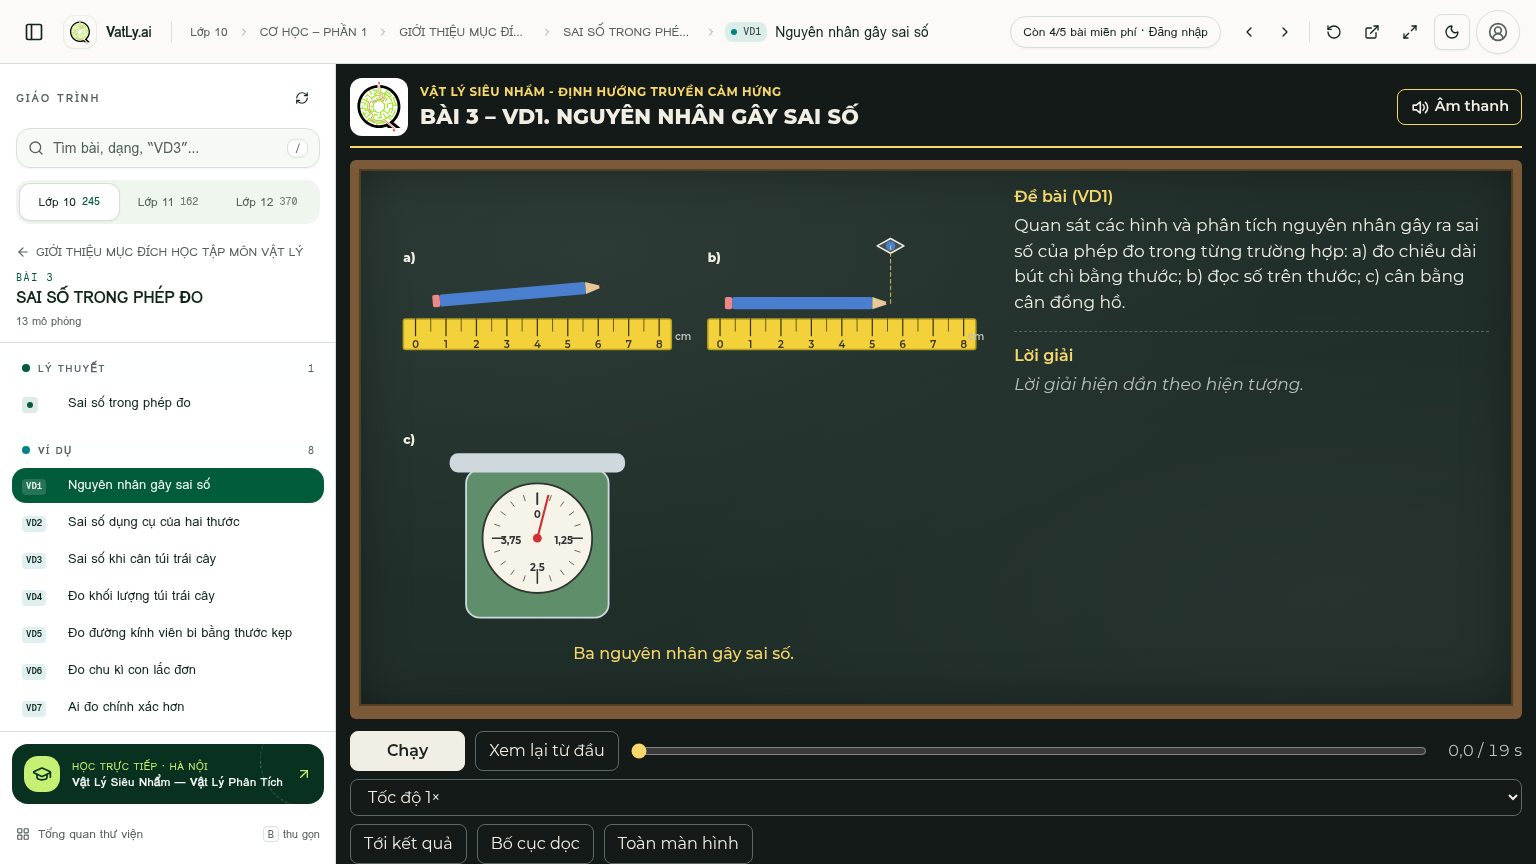 VatLy.ai
Lớp 10
CƠ HỌC – PHẦN 1
GIỚI THIỆU MỤC ĐÍ...
SAI SỐ TRONG PHÉ...
VD1
Nguyên nhân gây sai số
Còn 4/5 bài miễn phí · Đăng nhập
GIÁO TRÌNH
Tìm bài, dạng, "VD3"...
/
Lớp 10 245
Lớp 11 162
Lớp 12 370
GIỚI THIỆU MỤC ĐÍCH HỌC TẬP MÔN VẬT LÝ
BÀI 3
SAI SỐ TRONG PHÉP ĐO
13 mô phỏng
LÝ THUYẾT 1
Sai số trong phép đo
VÍ DỤ 8
VD1 Nguyên nhân gây sai số
VD2 Sai số dụng cụ của hai thước
VD3 Sai số khi cân túi trái cây
VD4 Đo khối lượng túi trái cây
VD5 Đo đường kính viên bi bằng thước kẹp
VD6 Đo chu kì con lắc đơn
VD7 Ai đo chính xác hơn
HỌC TRỰC TIẾP · HÀ NỘI
Vật Lý Siêu Nhẩm — Vật Lý Phân Tích
Tổng quan thư viện
B thu gọn
VẬT LÝ SIÊU NHẨM - ĐỊNH HƯỚNG TRUYỀN CẢM HỨNG
BÀI 3 – VD1. NGUYÊN NHÂN GÂY SAI SỐ
Âm thanh
a)
0 1 2 3 4 5 6 7 8 cm
b)
0 1 2 3 4 5 6 7 8 cm
c)
0
3,75 1,25
2,5
Ba nguyên nhân gây sai số.
Đề bài (VD1)
Quan sát các hình và phân tích nguyên nhân gây ra sai
số của phép đo trong từng trường hợp: a) đo chiều dài
bút chì bằng thước; b) đọc số trên thước; c) cân bằng
cân đồng hồ.
Lời giải
Lời giải hiện dần theo hiện tượng.
Chạy
Xem lại từ đầu
0,0 / 19 s
Tốc độ 1×
Tới kết quả
Bố cục dọc
Toàn màn hình